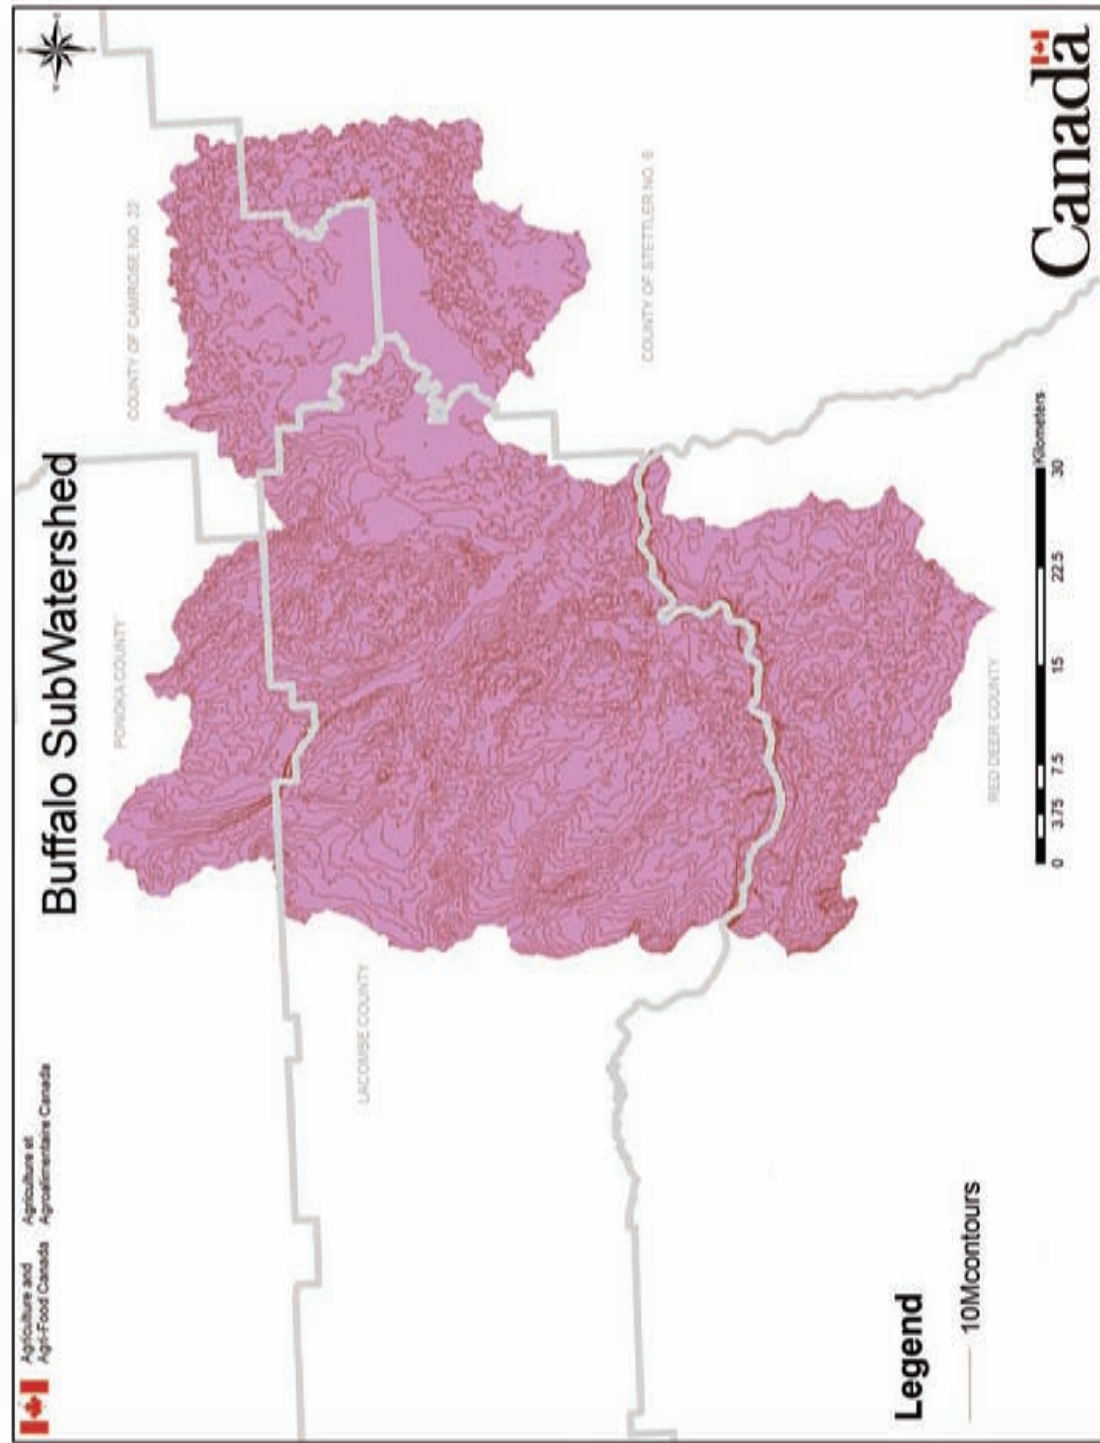 Agriculture and Agriculture et
Agri-Food Canada Agroalimentaire Canada
Buffalo SubWatershed
PONOKA COUNTY
COUNTY OF CAMROSE NO. 22
LACOMBE COUNTY
COUNTY OF STETTLER NO. 6
RED DEER COUNTY
Legend
10Mcontours
0 3.75 7.5 15 22.5 30
Kilometers
Canada